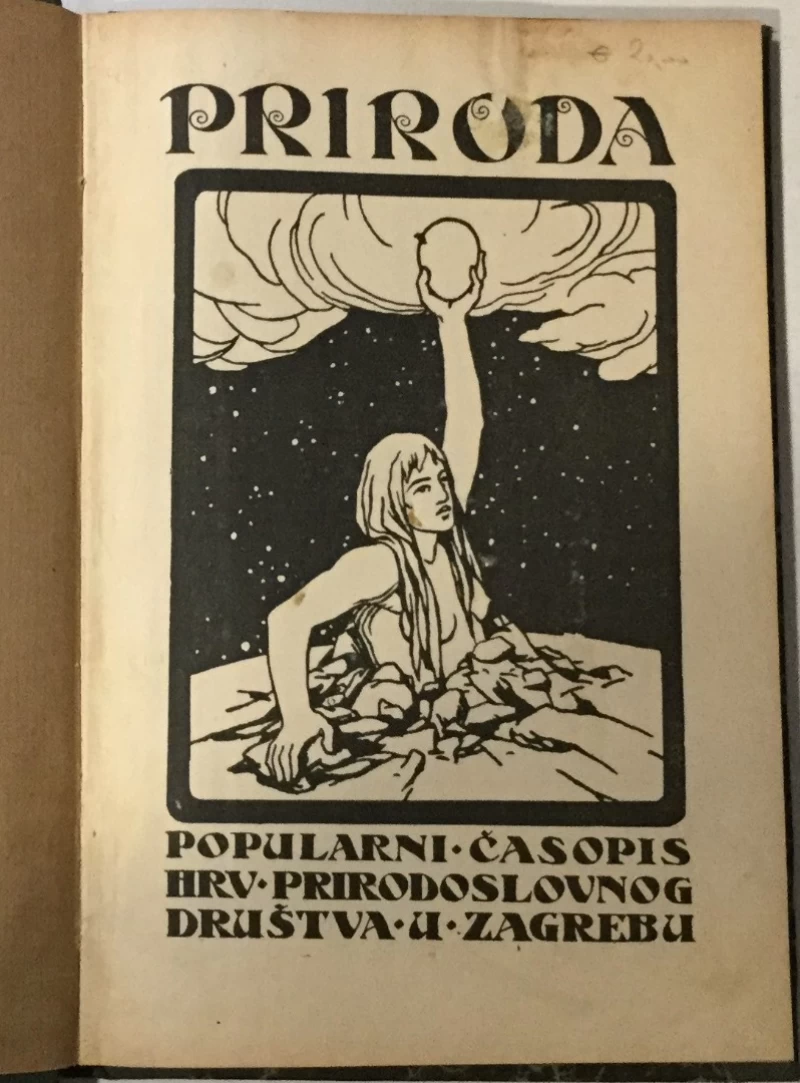 PRIRODA
POPULARNI·ČASOPIS
HRV·PRIRODOSLOVNOG
DRUŠTVA·U·ZAGREBU